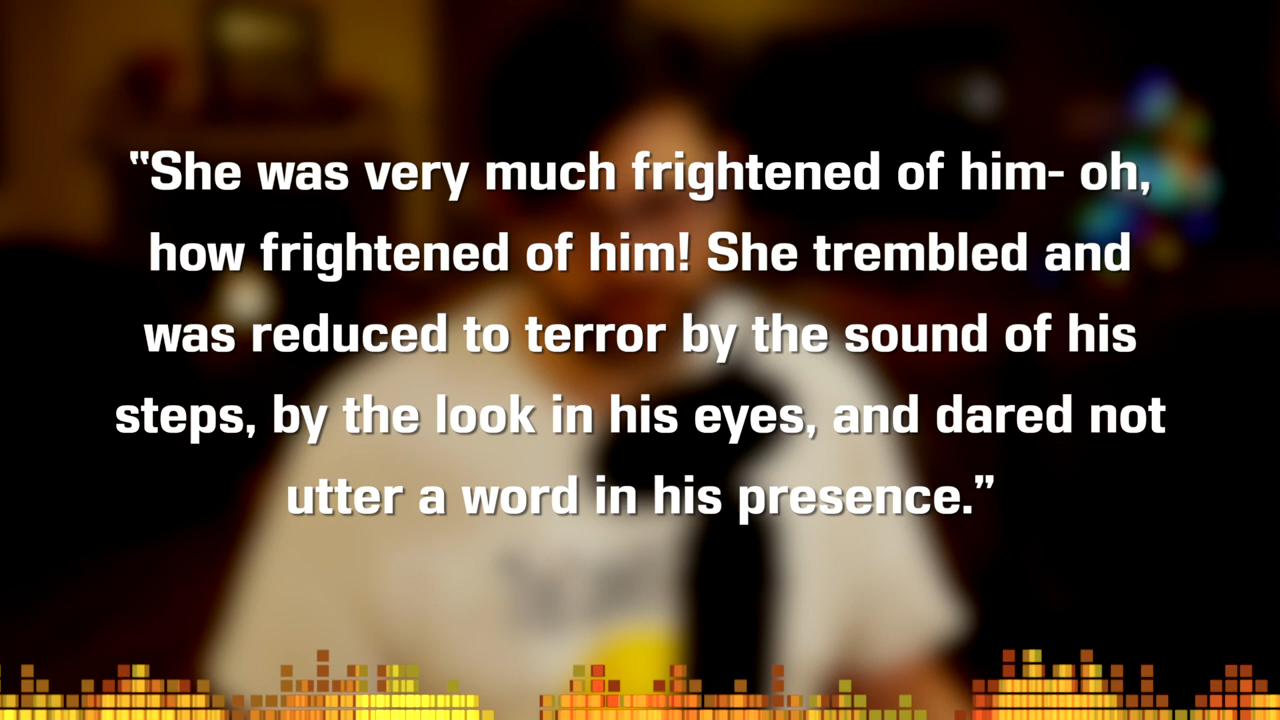 "She was very much frightened of him- oh,
how frightened of him! She trembled and
was reduced to terror by the sound of his
steps, by the look in his eyes, and dared not
utter a word in his presence.”